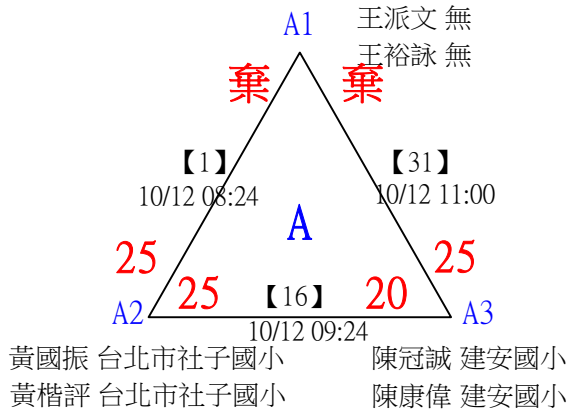 A1
王派文 無
王裕詠 無
棄 棄
【1】 【31】
10/12 08:24 10/12 11:00
A
25 25
25 【16】 20
A2 A3
10/12 09:24
黃國振 台北市社子國小 陳冠誠 建安國小
黃楷評 台北市社子國小 陳康偉 建安國小